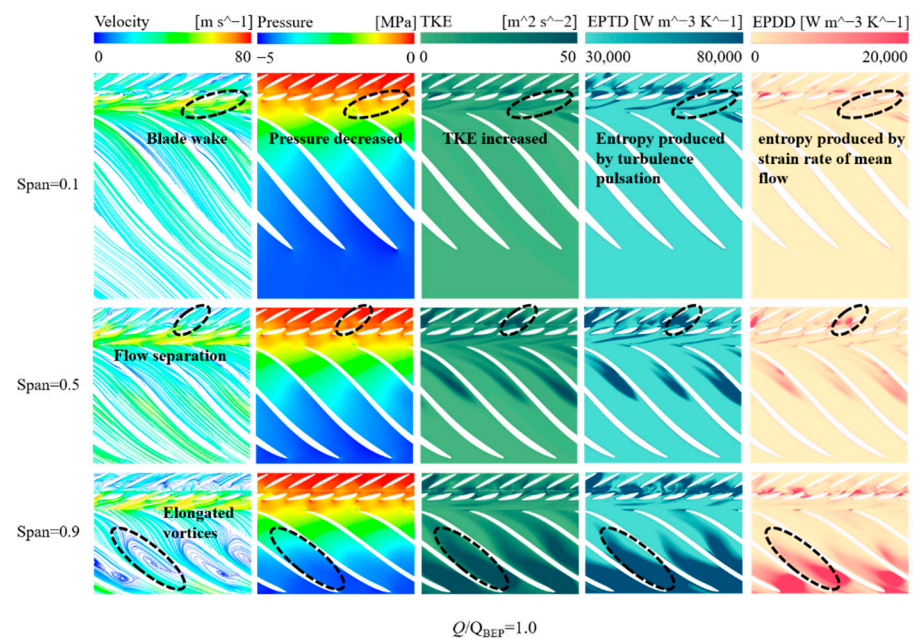 Velocity [m s^−1] Pressure [MPa] TKE [m^2 s^−2] EPTD [W m^−3 K^−1] EPDD [W m^−3 K^−1]
0 80 −5 0 0 50 30,000 80,000 0 20,000
Span=0.1
Blade wake
Pressure decreased
TKE increased
Entropy produced
by turbulence
pulsation
entropy produced by
strain rate of mean
flow
Span=0.5
Flow separation
Span=0.9
Elongated
vortices
Q/QBEP=1.0